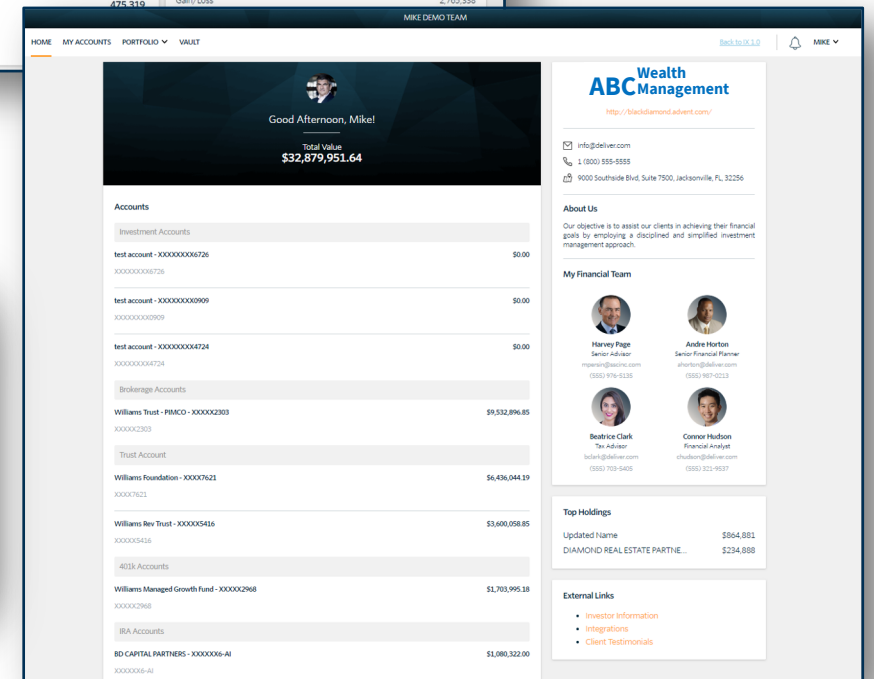 475,319
Gain/Loss 2,705,338
MIKE DEMO TEAM
HOME MY ACCOUNTS PORTFOLIO VAULT Back to IX 1.0 MIKE
Good Afternoon, Mike!
Total Value
$32,879,951.64
Accounts
Investment Accounts
test account - XXXXXXXX6726 $0.00
XXXXXXXX6726
test account - XXXXXXXX0909 $0.00
XXXXXXXX0909
test account - XXXXXXXX4724 $0.00
XXXXXXXX4724
Brokerage Accounts
Williams Trust - PIMCO - XXXXX2303 $9,532,896.85
XXXXX2303
Trust Account
Williams Foundation - XXXX7621 $6,436,044.19
XXXX7621
Williams Rev Trust - XXXXX5416 $3,600,058.85
XXXXX5416
401k Accounts
Williams Managed Growth Fund - XXXXX2968 $1,703,995.18
XXXXX2968
IRA Accounts
BD CAPITAL PARTNERS - XXXXXX6-AI $1,080,322.00
XXXXXX6-AI
ABC Wealth
Management
http://blackdiamond.advent.com/
info@deliver.com
1 (800) 555-5555
9000 Southside Blvd, Suite 7500, Jacksonville, FL, 32256
About Us
Our objective is to assist our clients in achieving their financial
goals by employing a disciplined and simplified investment
management approach.
My Financial Team
Harvey Page Andre Horton
Senior Advisor Senior Financial Planner
mpersin@sscinc.com ahorton@deliver.com
(555) 976-5135 (555) 987-0213
Beatrice Clark Connor Hudson
Tax Advisor Financial Analyst
bclark@deliver.com chudson@deliver.com
(555) 703-5405 (555) 321-9537
Top Holdings
Updated Name $864,881
DIAMOND REAL ESTATE PARTNE... $234,888
External Links
Investor Information
Integrations
Client Testimonials